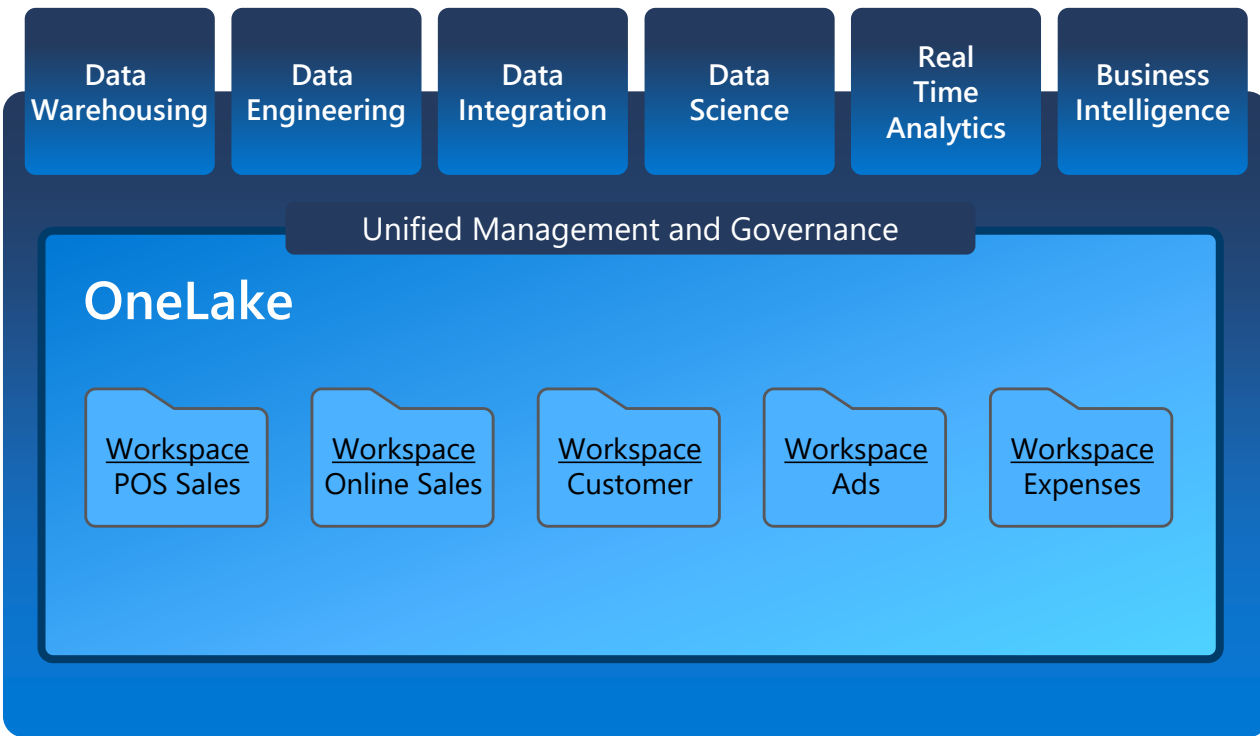 Data
Warehousing
Data
Engineering
Data
Integration
Data
Science
Real
Time
Analytics
Business
Intelligence
Unified Management and Governance
OneLake
Workspace
POS Sales
Workspace
Online Sales
Workspace
Customer
Workspace
Ads
Workspace
Expenses